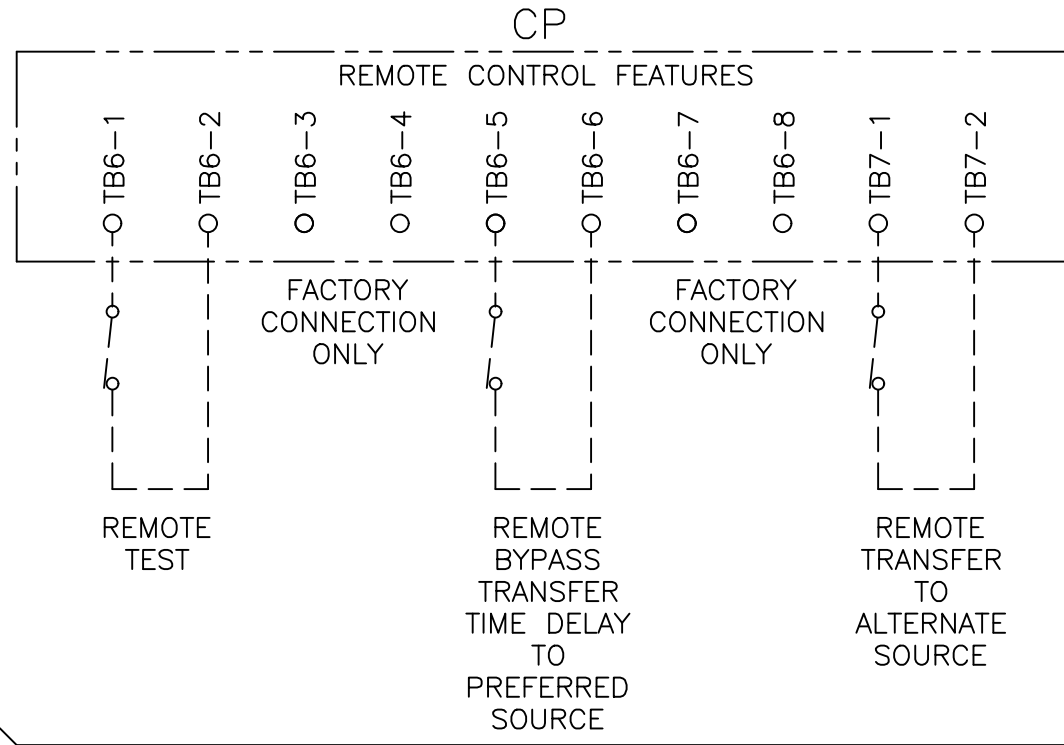 CP
REMOTE CONTROL FEATURES
TB6-1
TB6-2
TB6-3
TB6-4
TB6-5
TB6-6
TB6-7
TB6-8
TB7-1
TB7-2
FACTORY
CONNECTION
ONLY
FACTORY
CONNECTION
ONLY
REMOTE
TEST
REMOTE
BYPASS
TRANSFER
TIME DELAY
TO
PREFERRED
SOURCE
REMOTE
TRANSFER
TO
ALTERNATE
SOURCE